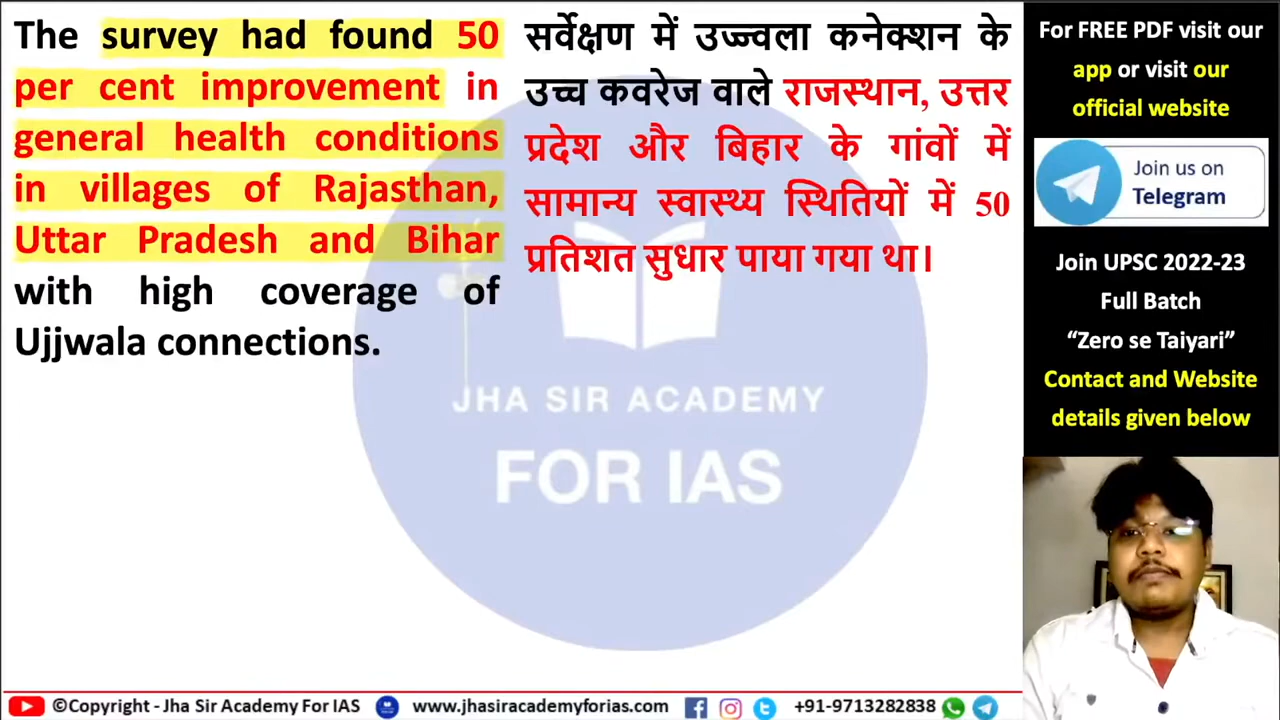 The survey had found 50
per cent improvement in
general health conditions
in villages of Rajasthan,
Uttar Pradesh and Bihar
with high coverage of
Ujjwala connections.
सर्वेक्षण में उज्ज्वला कनेक्शन के
उच्च कवरेज वाले राजस्थान, उत्तर
प्रदेश और बिहार के गांवों में
सामान्य स्वास्थ्य स्थितियों में 50
प्रतिशत सुधार पाया गया था।
JHA SIR ACADEMY
FOR IAS
For FREE PDF visit our
app or visit our
official website
Join us on
Telegram
Join UPSC 2022-23
Full Batch
“Zero se Taiyari”
Contact and Website
details given below
©Copyright - Jha Sir Academy For IAS
www.jhasiracademyforias.com
+91-9713282838